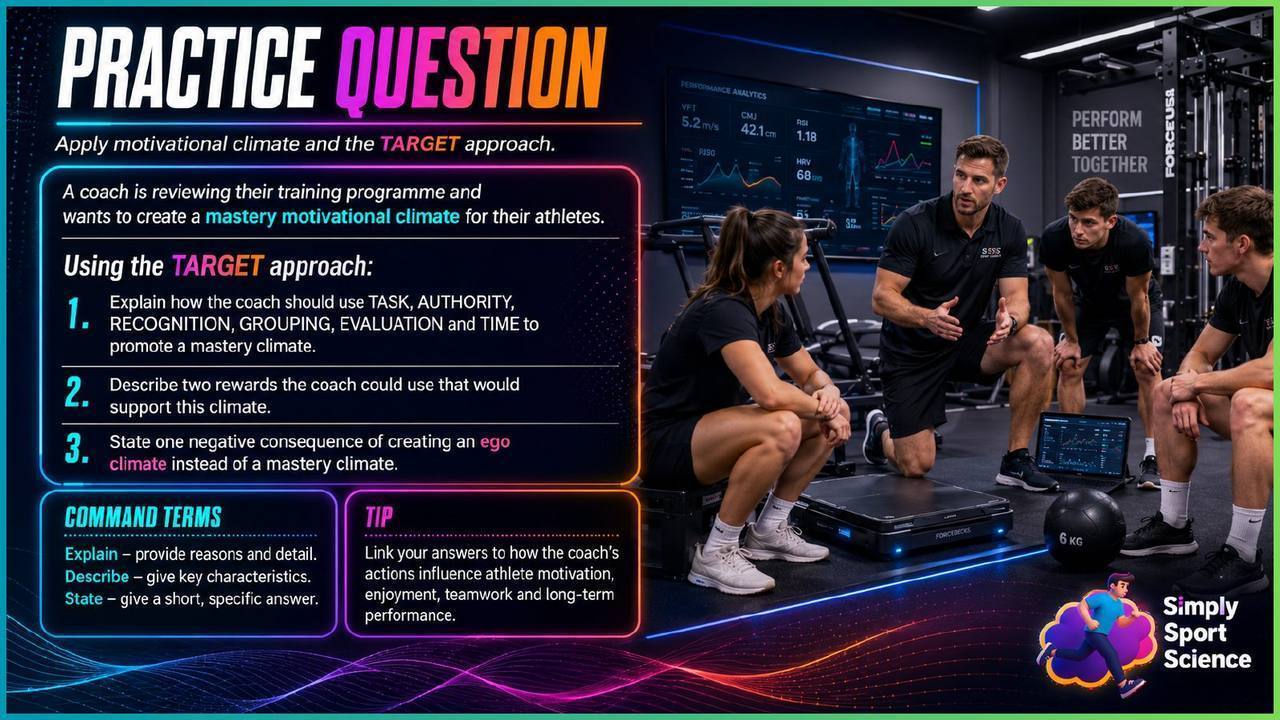 PRACTICE QUESTION
Apply motivational climate and the TARGET approach.
A coach is reviewing their training programme and
wants to create a mastery motivational climate for their athletes.
Using the TARGET approach:
1. Explain how the coach should use TASK, AUTHORITY,
RECOGNITION, GROUPING, EVALUATION and TIME to
promote a mastery climate.
2. Describe two rewards the coach could use that would
support this climate.
3. State one negative consequence of creating an ego
climate instead of a mastery climate.
COMMAND TERMS
Explain – provide reasons and detail.
Describe – give key characteristics.
State – give a short, specific answer.
TIP
Link your answers to how the coach's
actions influence athlete motivation,
enjoyment, teamwork and long-term
performance.
PERFORMANCE ANALYTICS
CMJ
RSI
5.2 m/s
42.1 cm
1.18
HRV
68
PERFORM
BETTER
TOGETHER
FORCEUSA
FORCEDECKS
6 KG
Simply
Sport
Science